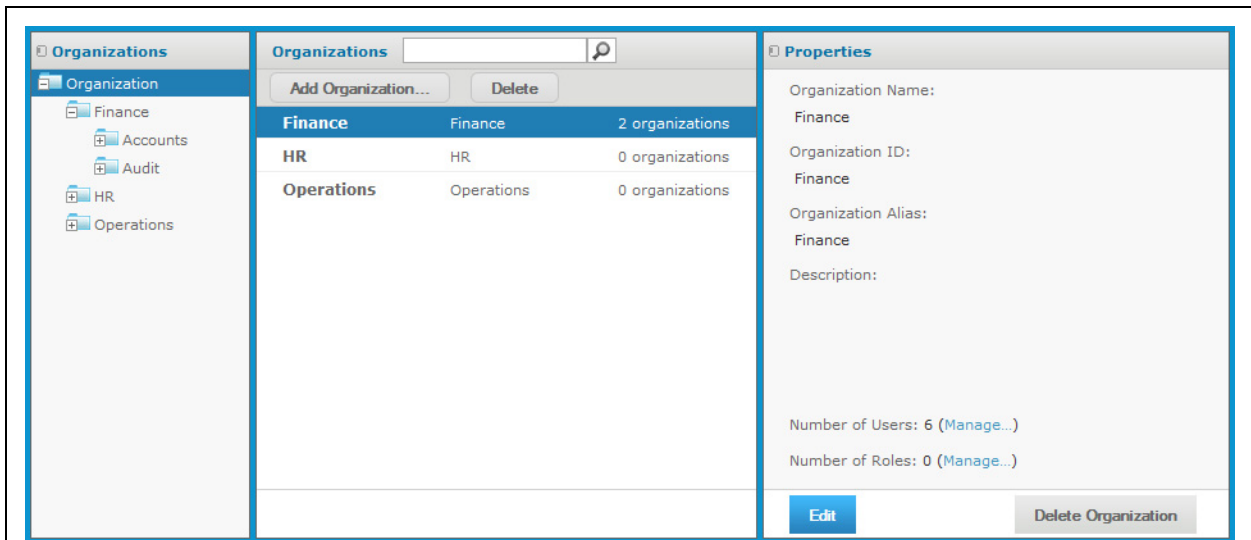 Organizations
Organization
Finance
Accounts
Audit
HR
Operations
Organizations
Add Organization... Delete
Finance Finance 2 organizations
HR HR 0 organizations
Operations Operations 0 organizations
Properties
Organization Name:
Finance
Organization ID:
Finance
Organization Alias:
Finance
Description:
Number of Users: 6 (Manage...)
Number of Roles: 0 (Manage...)
Edit Delete Organization